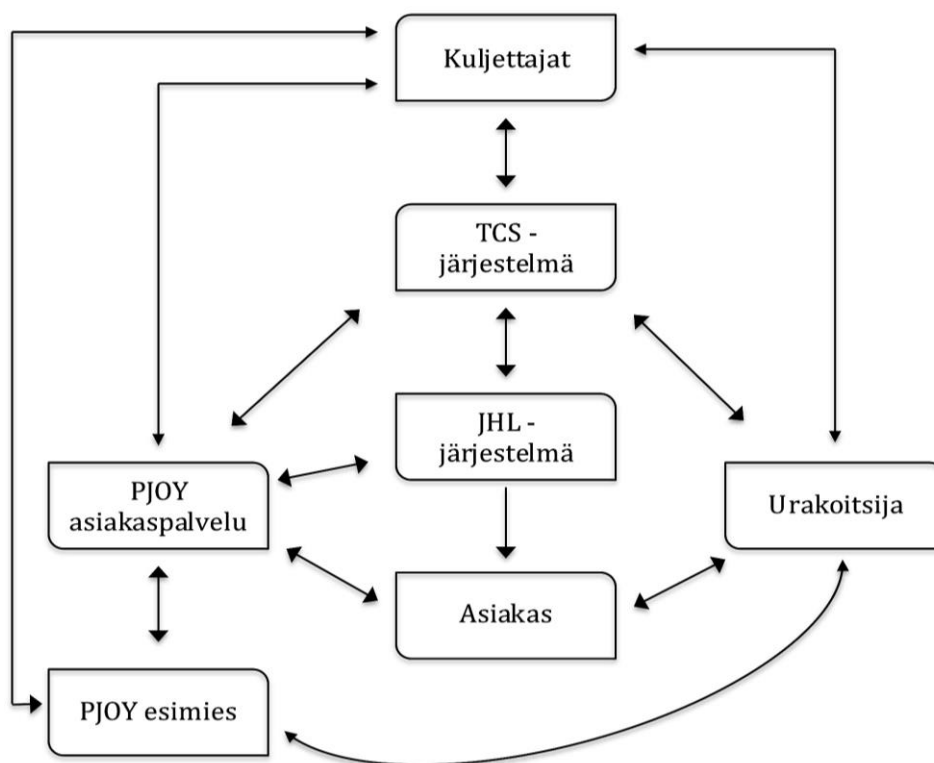 Kuljettajat
TCS -
järjestelmä
JHL -
järjestelmä
PJOY
asiakaspalvelu
Urakoitsija
Asiakas
PJOY esimies